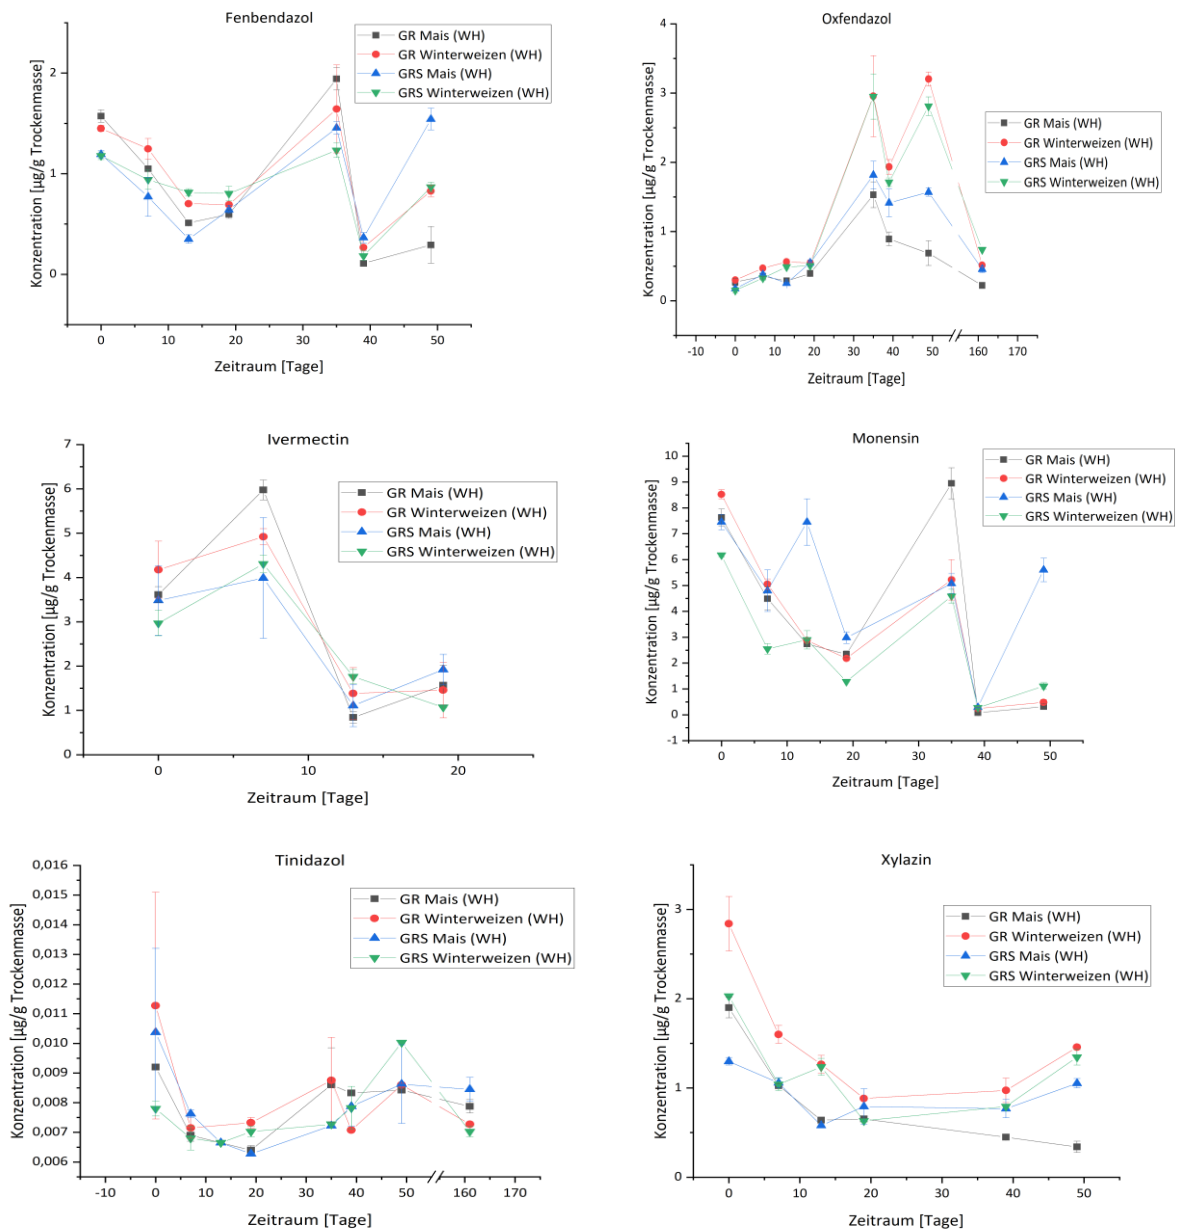 Fenbendazol
Konzentration [µg/g Trockenmasse]
2
1
0
0
10
20
30
40
50
Zeitraum [Tage]
GR Mais (WH)
GR Winterweizen (WH)
GRS Mais (WH)
GRS Winterweizen (WH)
Oxfendazol
Konzentration [µg/g Trockenmasse]
4
3
2
1
0
-10
0
10
20
30
40
50
160
170
Zeitraum [Tage]
GR Mais (WH)
GR Winterweizen (WH)
GRS Mais (WH)
GRS Winterweizen (WH)
Ivermectin
Konzentration [µg/g Trockenmasse]
7
6
5
4
3
2
1
0
0
10
20
Zeitraum [Tage]
GR Mais (WH)
GR Winterweizen (WH)
GRS Mais (WH)
GRS Winterweizen (WH)
Monensin
Konzentration [µg/g Trockenmasse]
10
9
8
7
6
5
4
3
2
1
0
-1
0
10
20
30
40
50
Zeitraum [Tage]
GR Mais (WH)
GR Winterweizen (WH)
GRS Mais (WH)
GRS Winterweizen (WH)
Tinidazol
Konzentration [µg/g Trockenmasse]
0,016
0,015
0,014
0,013
0,012
0,011
0,010
0,009
0,008
0,007
0,006
-10
0
10
20
30
40
50
160
170
Zeitraum [Tage]
GR Mais (WH)
GR Winterweizen (WH)
GRS Mais (WH)
GRS Winterweizen (WH)
Xylazin
Konzentration [µg/g Trockenmasse]
3
2
1
0
0
10
20
30
40
50
Zeitraum [Tage]
GR Mais (WH)
GR Winterweizen (WH)
GRS Mais (WH)
GRS Winterweizen (WH)